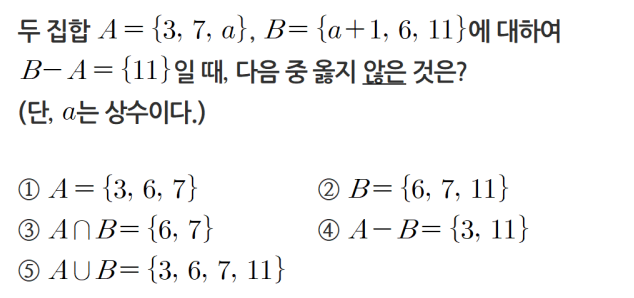 두 집합 A = {3, 7, a}, B = {a+1, 6, 11}에 대하여
B − A = {11}일 때, 다음 중 옳지 않은 것은?
(단, a는 상수이다.)
① A = {3, 6, 7} ② B = {6, 7, 11}
③ A∩B = {6, 7} ④ A − B = {3, 11}
⑤ A∪B = {3, 6, 7, 11}